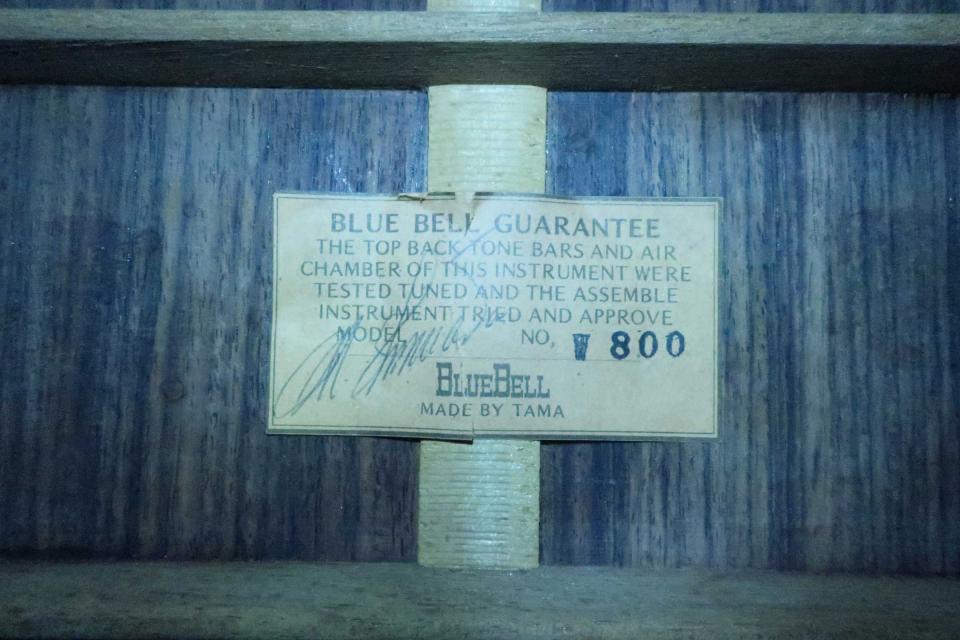 BLUE BELL GUARANTEE
THE TOP BACK TONE BARS AND AIR
CHAMBER OF THIS INSTRUMENT WERE
TESTED TUNED AND THE ASSEMBLE
INSTRUMENT TRIED AND APPROVE
MODEL NO, W 800
BLUEBELL
MADE BY TAMA